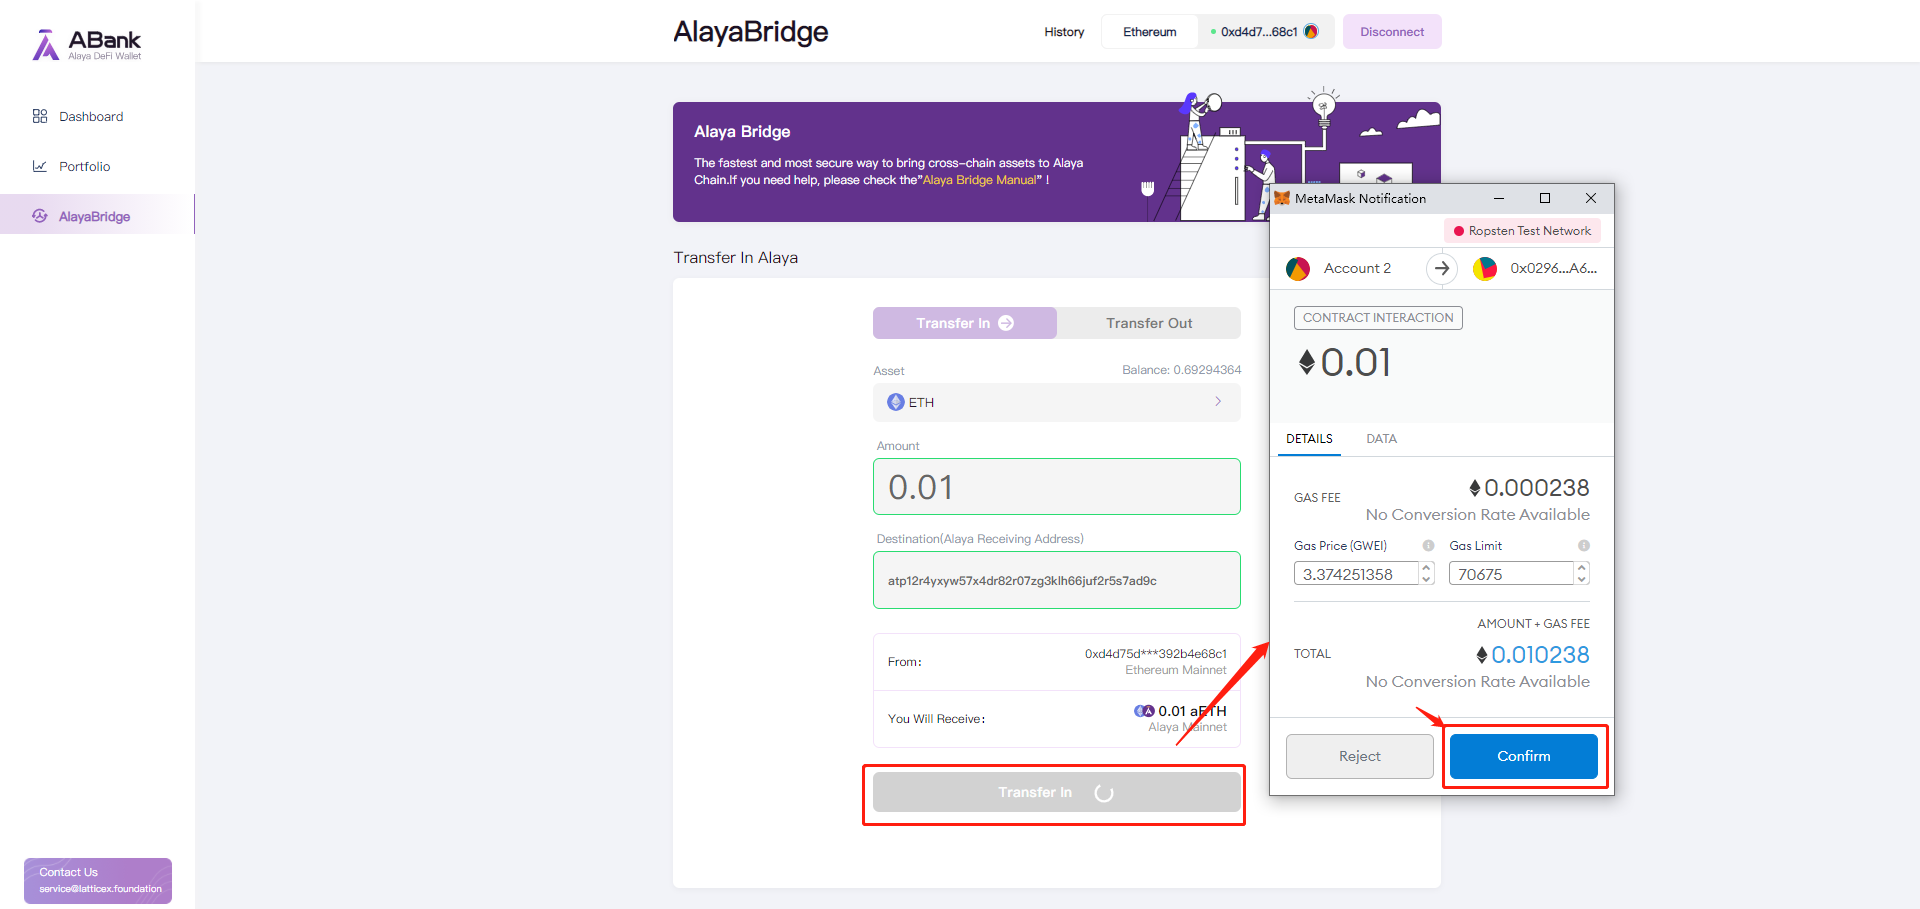 ABank
Alaya DeFi Wallet
Dashboard
Portfolio
AlayaBridge
Contact Us
service@latticex.foundation
AlayaBridge
History
Ethereum
0xd4d7...68c1
Disconnect
Alaya Bridge
The fastest and most secure way to bring cross-chain assets to Alaya
Chain.If you need help, please check the"Alaya Bridge Manual" !
Transfer In Alaya
Transfer In
Transfer Out
Asset
Balance: 0.69294364
ETH
Amount
0.01
Destination(Alaya Receiving Address)
atp12r4yxyw57x4dr82r07zg3klh66juf2r5s7ad9c
From:
0xd4d75d***392b4e68c1
Ethereum Mainnet
You Will Receive:
0.01 aETH
Alaya Mainnet
Transfer In
MetaMask Notification
Ropsten Test Network
Account 2
0x0296...A6...
CONTRACT INTERACTION
0.01
DETAILS
DATA
GAS FEE
0.000238
No Conversion Rate Available
Gas Price (GWEI)
Gas Limit
3.374251358
70675
AMOUNT + GAS FEE
TOTAL
0.010238
No Conversion Rate Available
Reject
Confirm